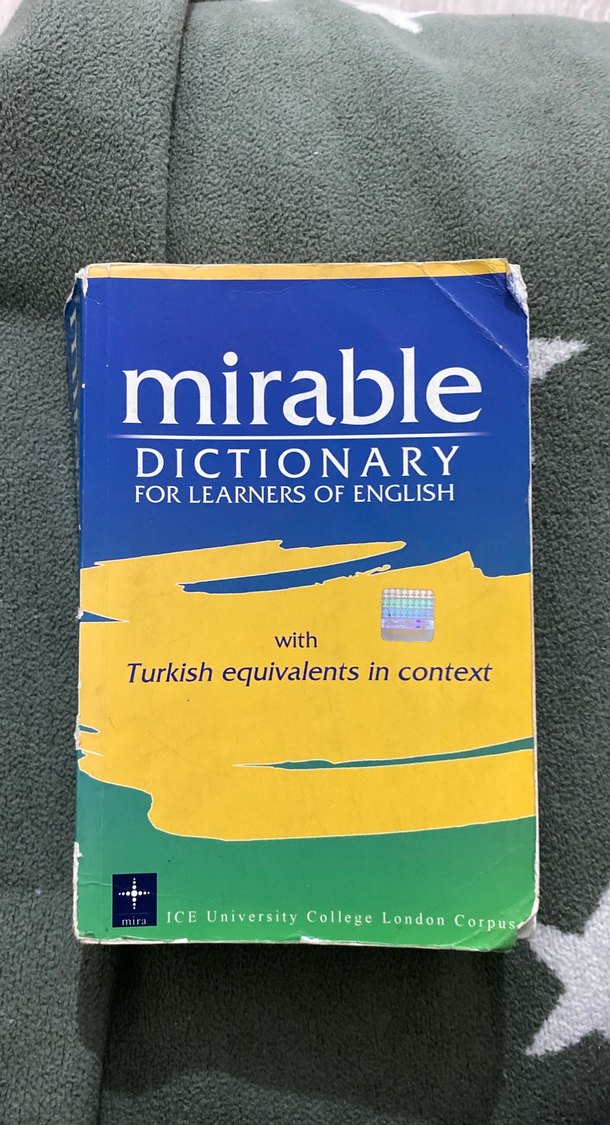 mirable
DICTIONARY
FOR LEARNERS OF ENGLISH
with
Turkish equivalents in context
mira
ICE University College London Corpus